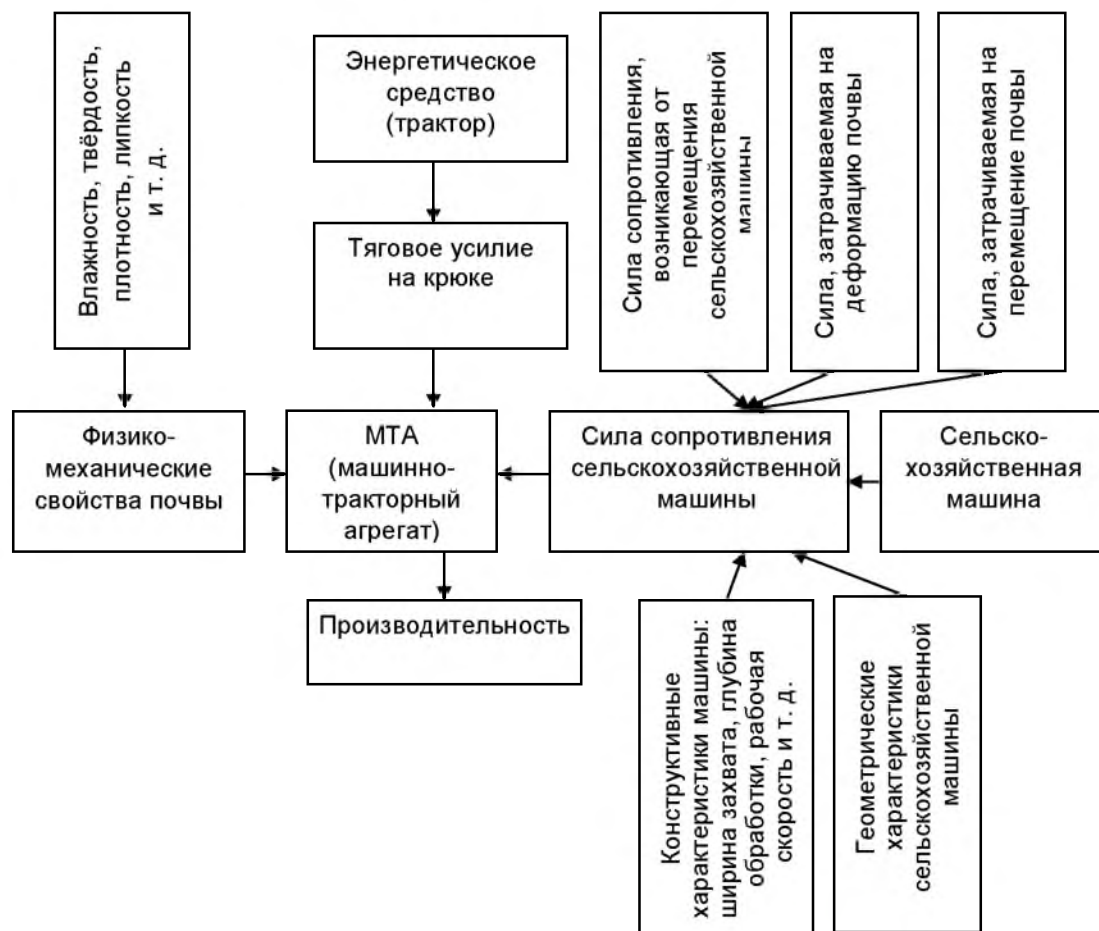 Влажность, твёрдость,
плотность, липкость
и т. д.
Энергетическое
средство
(трактор)
Тяговое усилие
на крюке
Сила сопротивления,
возникающая от
перемещения
сельскохозяйственной
машины
Сила, затрачиваемая на
деформацию почвы
Сила, затрачиваемая на
перемещение почвы
Физико-
механические
свойства почвы
МТА
(машинно-
тракторный
агрегат)
Сила сопротивления
сельскохозяйственной
машины
Сельско-
хозяйственная
машина
Производительность
Конструктивные
характеристики машины:
ширина захвата, глубина
обработки, рабочая
скорость и т. д.
Геометрические
характеристики
сельскохозяйственной
машины